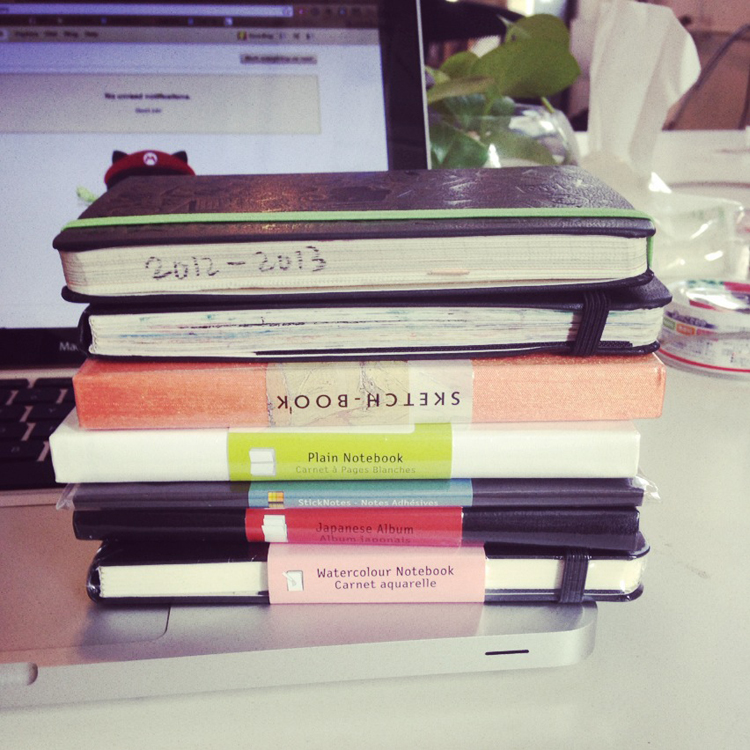 No unread notifications.
2012-2013
SKETCH-BOOK
Plain Notebook
Carnet à Pages Blanches
StickNotes - Notes Adhésives
Japanese Album
Album Japonais
Watercolour Notebook
Carnet aquarelle